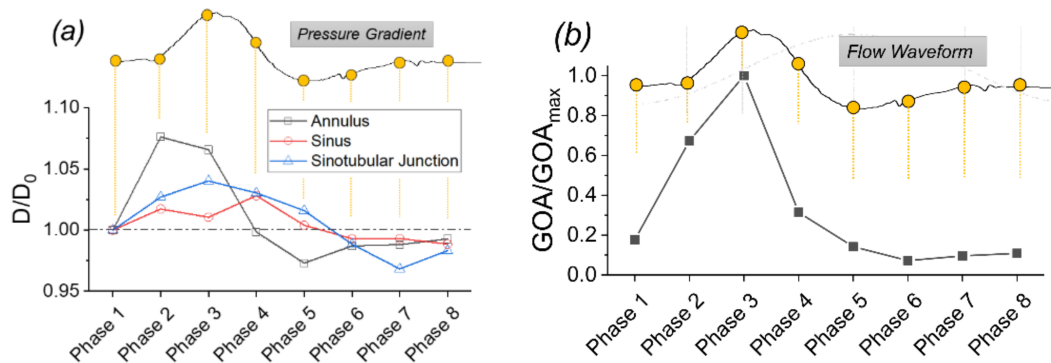 (a)
Pressure Gradient
1.10
1.05
1.00
0.95
D/D0
Annulus
Sinus
Sinotubular Junction
Phase 1
Phase 2
Phase 3
Phase 4
Phase 5
Phase 6
Phase 7
Phase 8
(b)
Flow Waveform
1.0
0.8
0.6
0.4
0.2
0.0
GOA/GOAmax
Phase 1
Phase 2
Phase 3
Phase 4
Phase 5
Phase 6
Phase 7
Phase 8